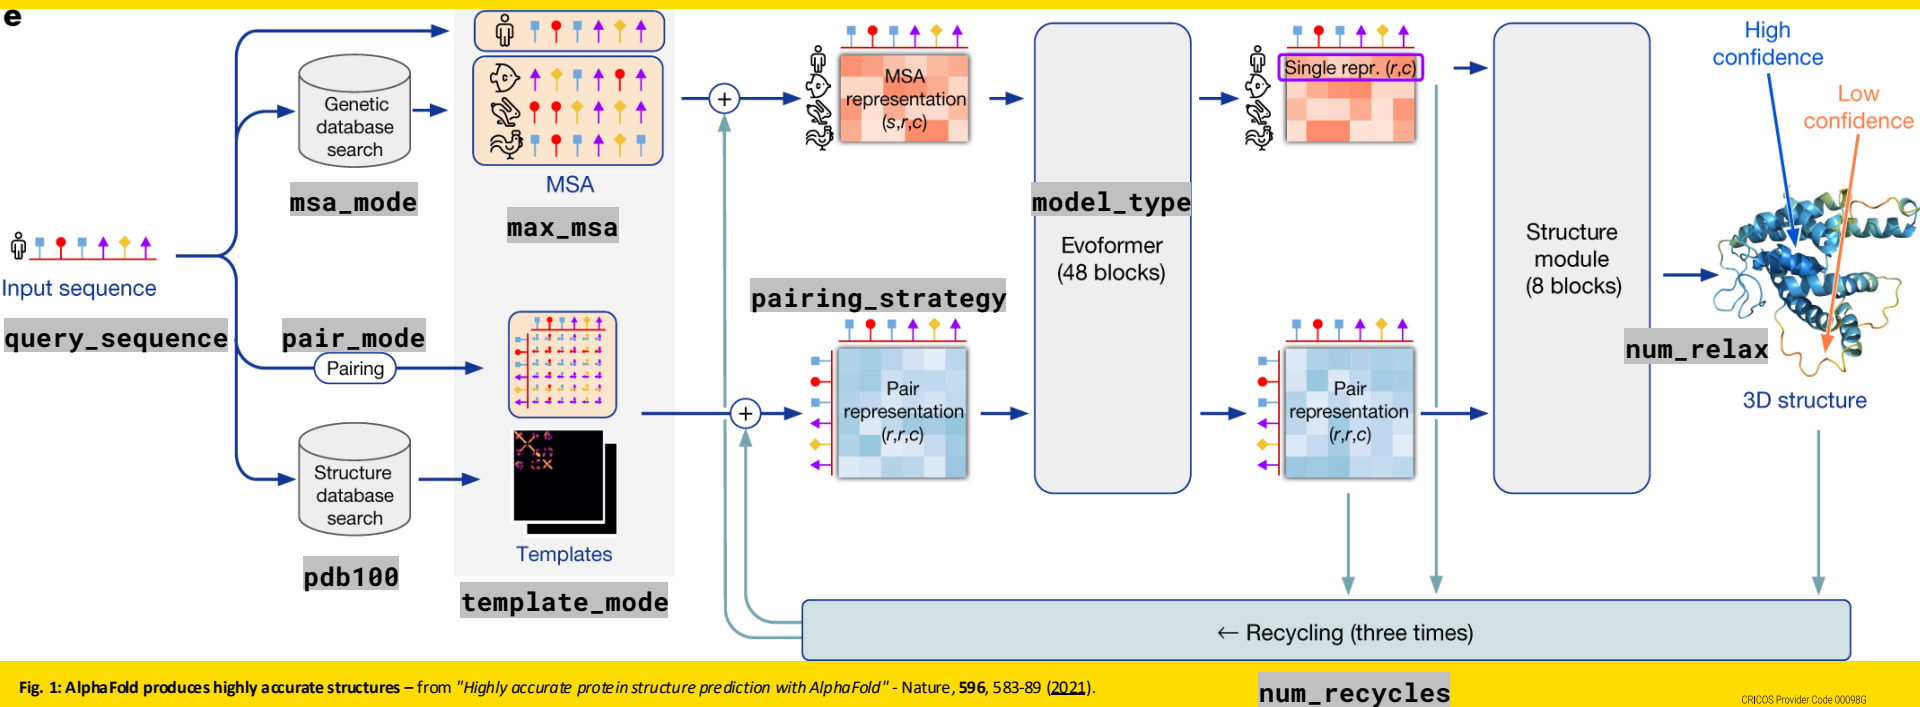 e
Input sequence
query_sequence
Genetic
database
search
msa_mode
pair_mode
Pairing
Structure
database
search
pdb100
MSA
max_msa
Templates
template_mode
+
+
MSA
representation
(s,r,c)
pairing_strategy
Pair
representation
(r,r,c)
model_type
Evoformer
(48 blocks)
Single repr. (r,c)
Pair
representation
(r,r,c)
Structure
module
(8 blocks)
num_relax
High
confidence
Low
confidence
3D structure
← Recycling (three times)
num_recycles
Fig. 1: AlphaFold produces highly accurate structures – from "Highly accurate protein structure prediction with AlphaFold" - Nature, 596, 583-89 (2021).
CRICOS Provider Code 00098G